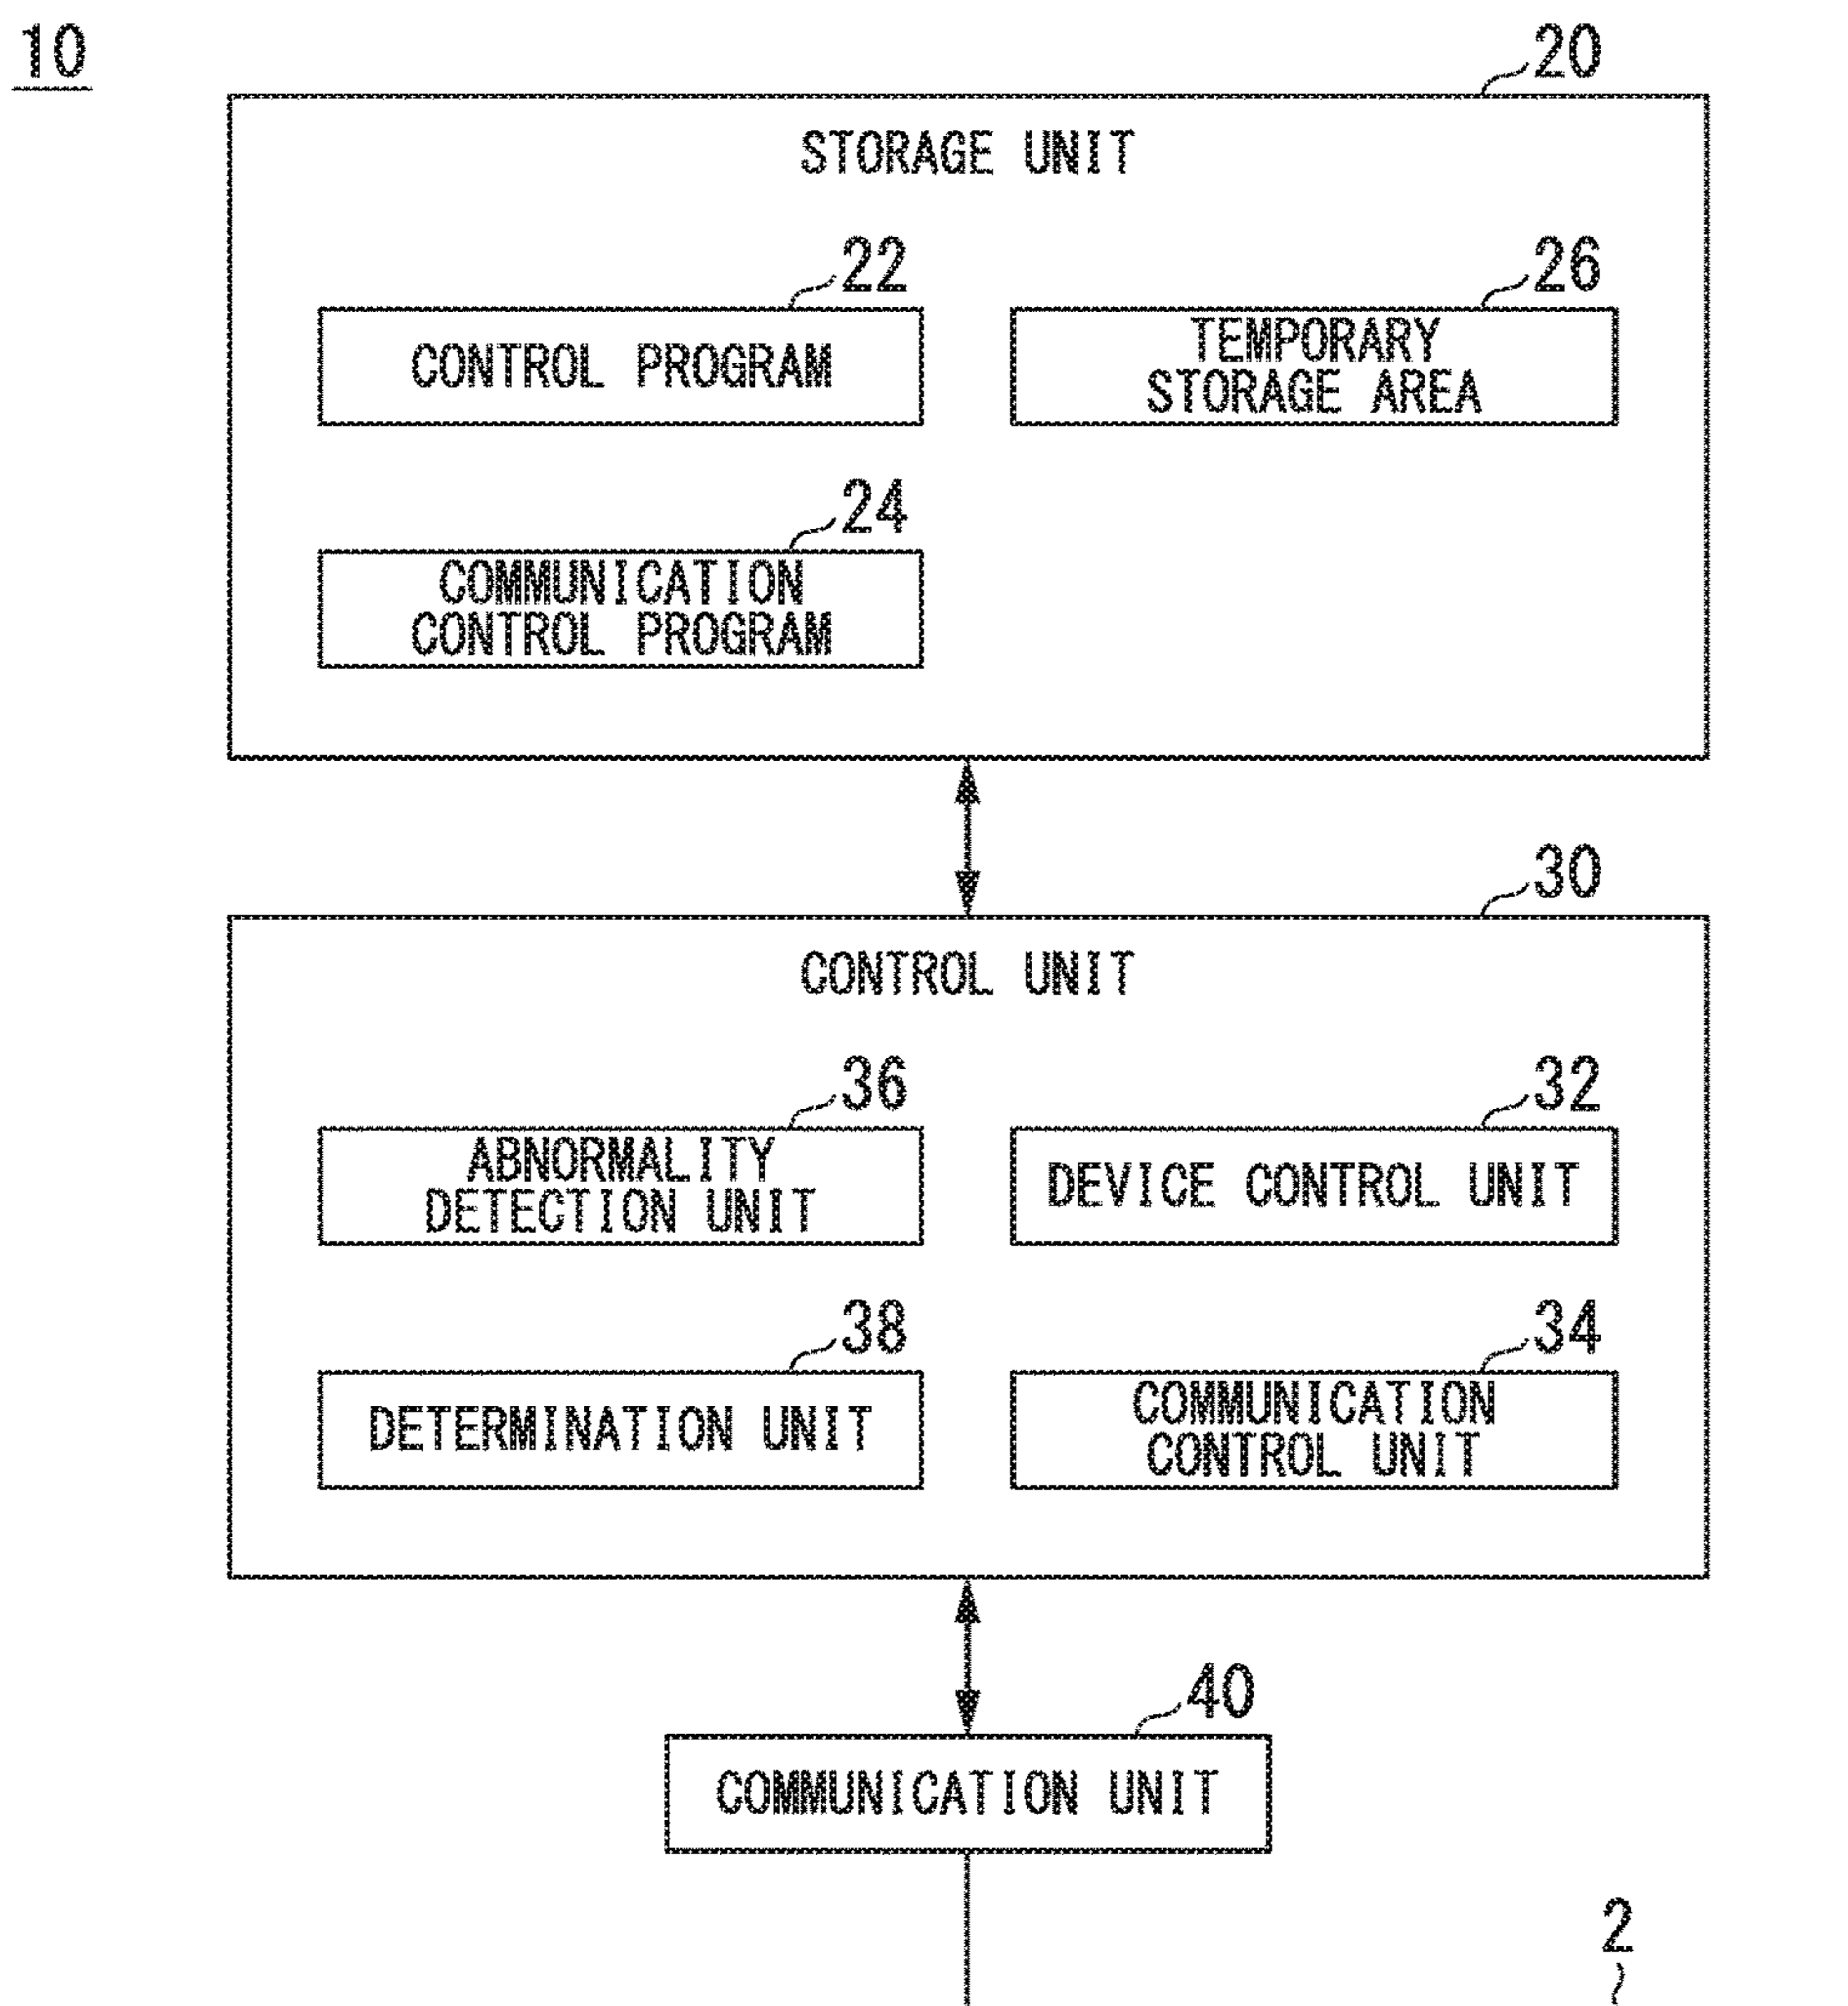 10
20
STORAGE UNIT
22
CONTROL PROGRAM
26
TEMPORARY
STORAGE AREA
24
COMMUNICATION
CONTROL PROGRAM
30
CONTROL UNIT
36
ABNORMALITY
DETECTION UNIT
32
DEVICE CONTROL UNIT
38
DETERMINATION UNIT
34
COMMUNICATION
CONTROL UNIT
40
COMMUNICATION UNIT
2